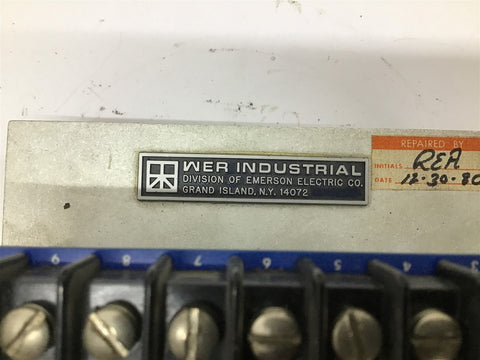 WER INDUSTRIAL
DIVISION OF EMERSON ELECTRIC CO.
GRAND ISLAND, N.Y. 14072
REPAIRED BY
INITIALS REA
DATE 12-30-80
9 8 7 6 5 4 3